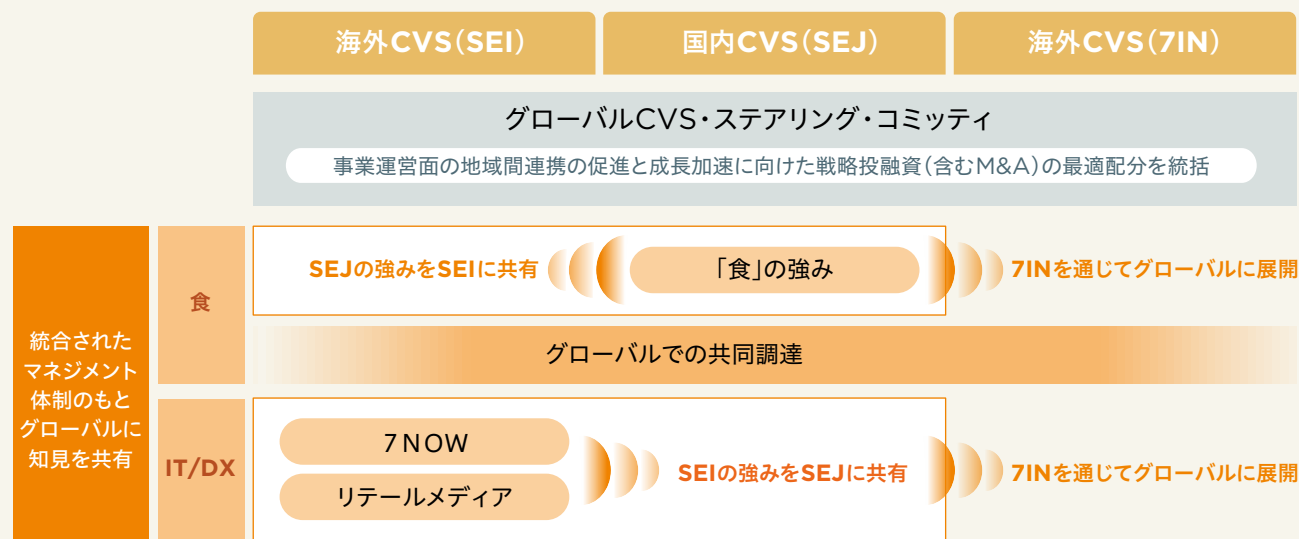 海外CVS（SEI）
国内CVS（SEJ）
海外CVS（7IN）
グローバルCVS・ステアリング・コミッティ
事業運営面の地域間連携の促進と成長加速に向けた戦略投融資（含むM&A）の最適配分を統括
統合された
マネジメント
体制のもと
グローバルに
知見を共有
食
SEJの強みをSEIに共有
「食」の強み
7INを通じてグローバルに展開
グローバルでの共同調達
IT/DX
7NOW
リテールメディア
SEIの強みをSEJに共有
7INを通じてグローバルに展開